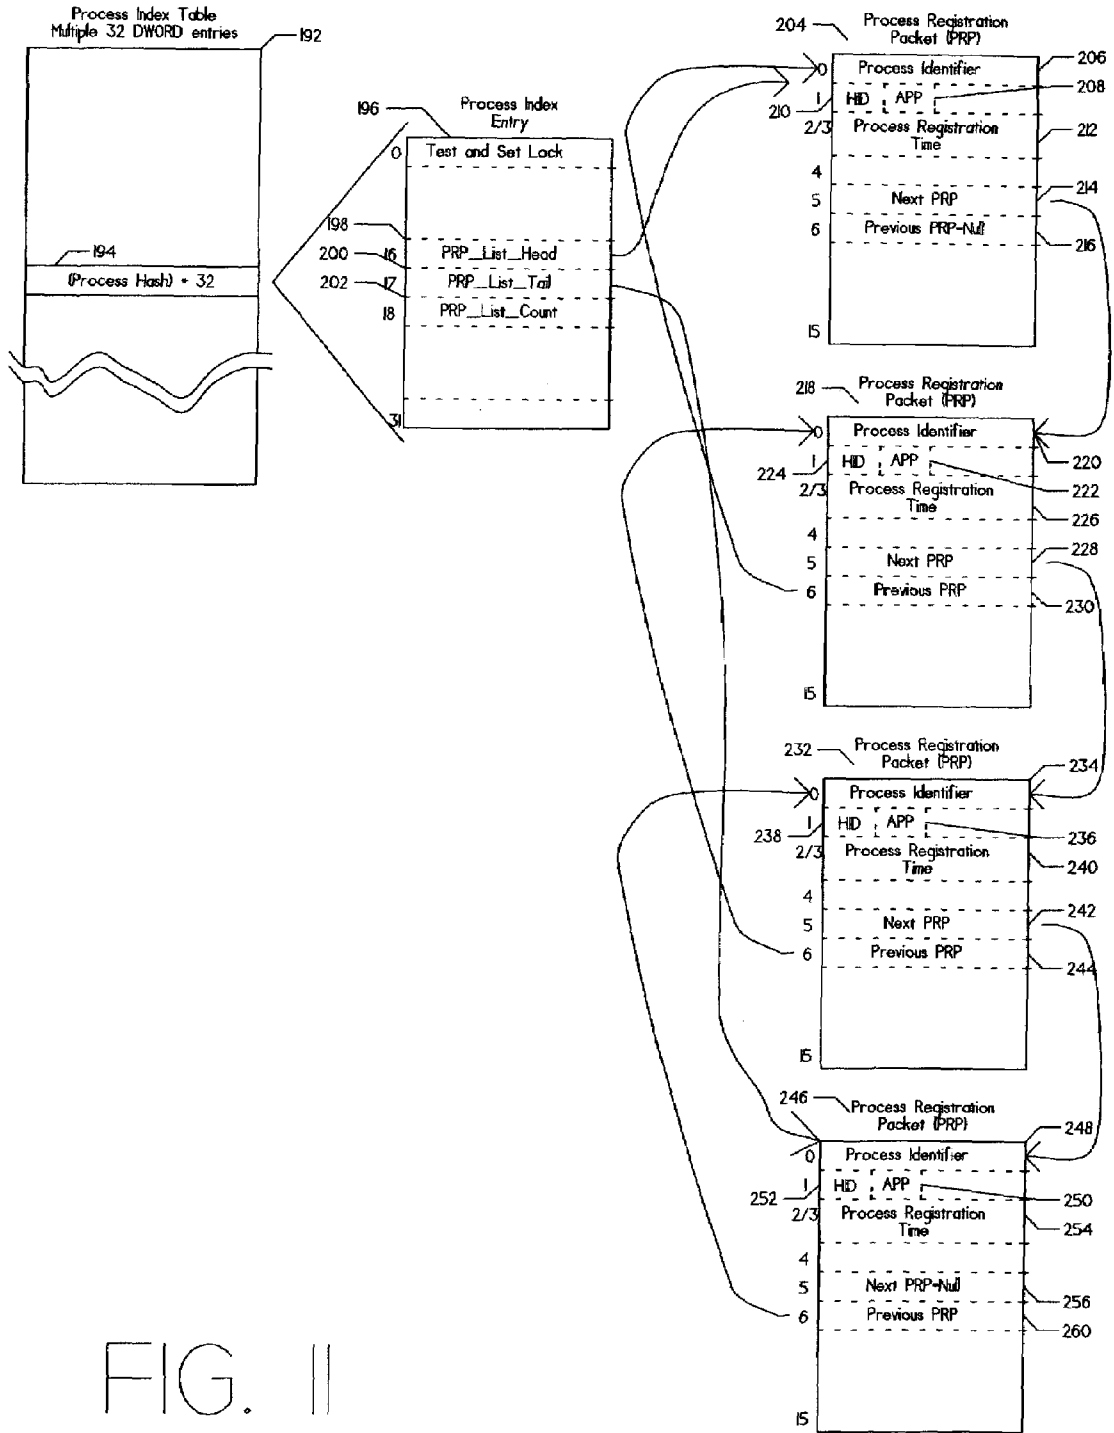 Process Index Table
Multiple 32 DWORD entries
192
194
(Process Hash) * 32
Process Index
Entry
196
0
Test and Set Lock
198
200
16
PRP_List_Head
202
17
PRP_List_Tail
18
PRP_List_Count
31
204
Process Registration
Packet (PRP)
0
Process Identifier
206
1
HID
APP
208
210
2/3
Process Registration
Time
212
4
5
Next PRP
214
6
Previous PRP-Null
216
15
218
Process Registration
Packet (PRP)
0
Process Identifier
220
1
HID
APP
222
224
2/3
Process Registration
Time
226
4
5
Next PRP
228
6
Previous PRP
230
15
232
Process Registration
Packet (PRP)
234
0
Process Identifier
1
HID
APP
236
238
2/3
Process Registration
Time
240
4
5
Next PRP
242
6
Previous PRP
244
15
246
Process Registration
Packet (PRP)
248
0
Process Identifier
1
HID
APP
250
252
2/3
Process Registration
Time
254
4
5
Next PRP-Null
256
6
Previous PRP
260
15
FIG. 11